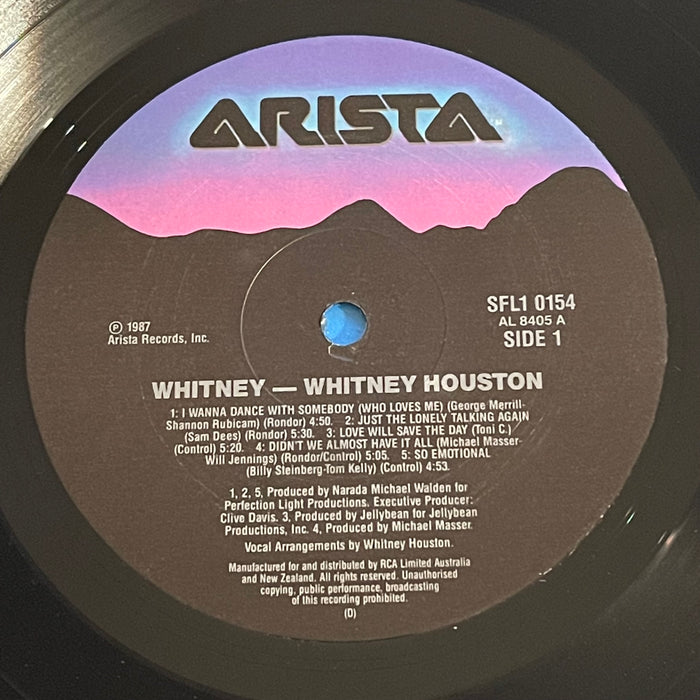 ARISTA
SFL1 0154
AL 8405 A
SIDE 1
℗ 1987
Arista Records, Inc.
WHITNEY — WHITNEY HOUSTON
1: I WANNA DANCE WITH SOMEBODY (WHO LOVES ME) (George Merrill-
Shannon Rubicam) (Rondor) 4:50. 2: JUST THE LONELY TALKING AGAIN
(Sam Dees) (Rondor) 5:30. 3: LOVE WILL SAVE THE DAY (Toni C.)
(Control) 5:20. 4: DIDN'T WE ALMOST HAVE IT ALL (Michael Masser-
Will Jennings) (Rondor/Control) 5:05. 5: SO EMOTIONAL
(Billy Steinberg-Tom Kelly) (Control) 4:53.
1, 2, 5, Produced by Narada Michael Walden for
Perfection Light Productions. Executive Producer:
Clive Davis. 3, Produced by Jellybean for Jellybean
Productions, Inc. 4, Produced by Michael Masser.
Vocal Arrangements by Whitney Houston.
Manufactured for and distributed by RCA Limited Australia
and New Zealand. All rights reserved. Unauthorised
copying, public performance, broadcasting
of this recording prohibited.
(D)